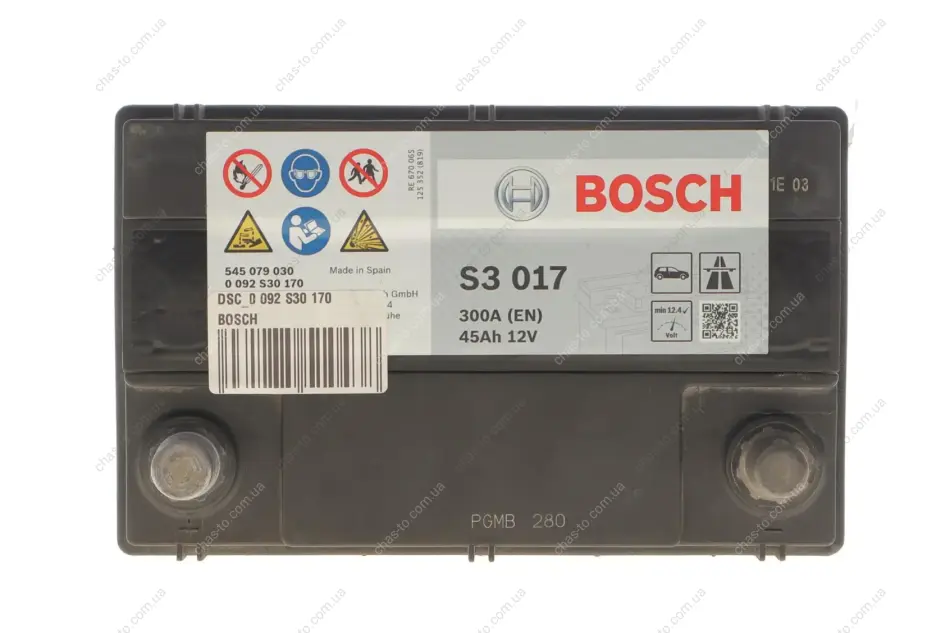 1E 03
RE 670 065
125 352 (819)
BOSCH
545 079 030
0 092 S30 170
Made in Spain
S3 017
300A (EN)
45Ah 12V
min 12.4
Volt
GmbH
DSC_0 092 S30 170
BOSCH
+
PGMB 280
chas-to.com.ua